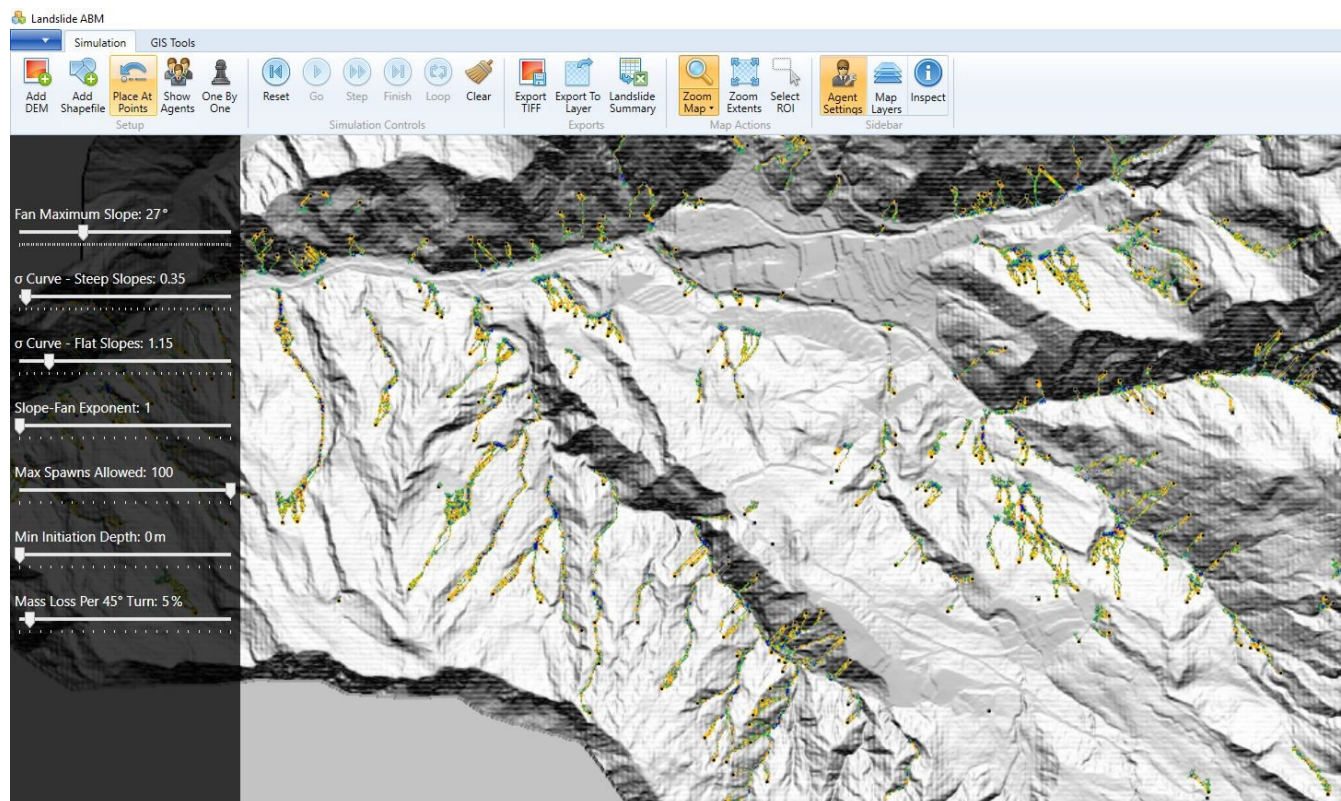 Landslide ABM
Simulation GIS Tools
Add DEM
Add Shapefile
Place At Points
Show Agents
One By One
Reset
Go
Step
Finish
Loop
Clear
Export TIFF
Export To Layer
Landslide Summary
Zoom Map
Zoom Extents
Select ROI
Agent Settings
Map Layers
Inspect
Setup
Simulation Controls
Exports
Map Actions
Sidebar
Fan Maximum Slope: 27°
σ Curve - Steep Slopes: 0.35
σ Curve - Flat Slopes: 1.15
Slope-Fan Exponent: 1
Max Spawns Allowed: 100
Min Initiation Depth: 0 m
Mass Loss Per 45° Turn: 5 %